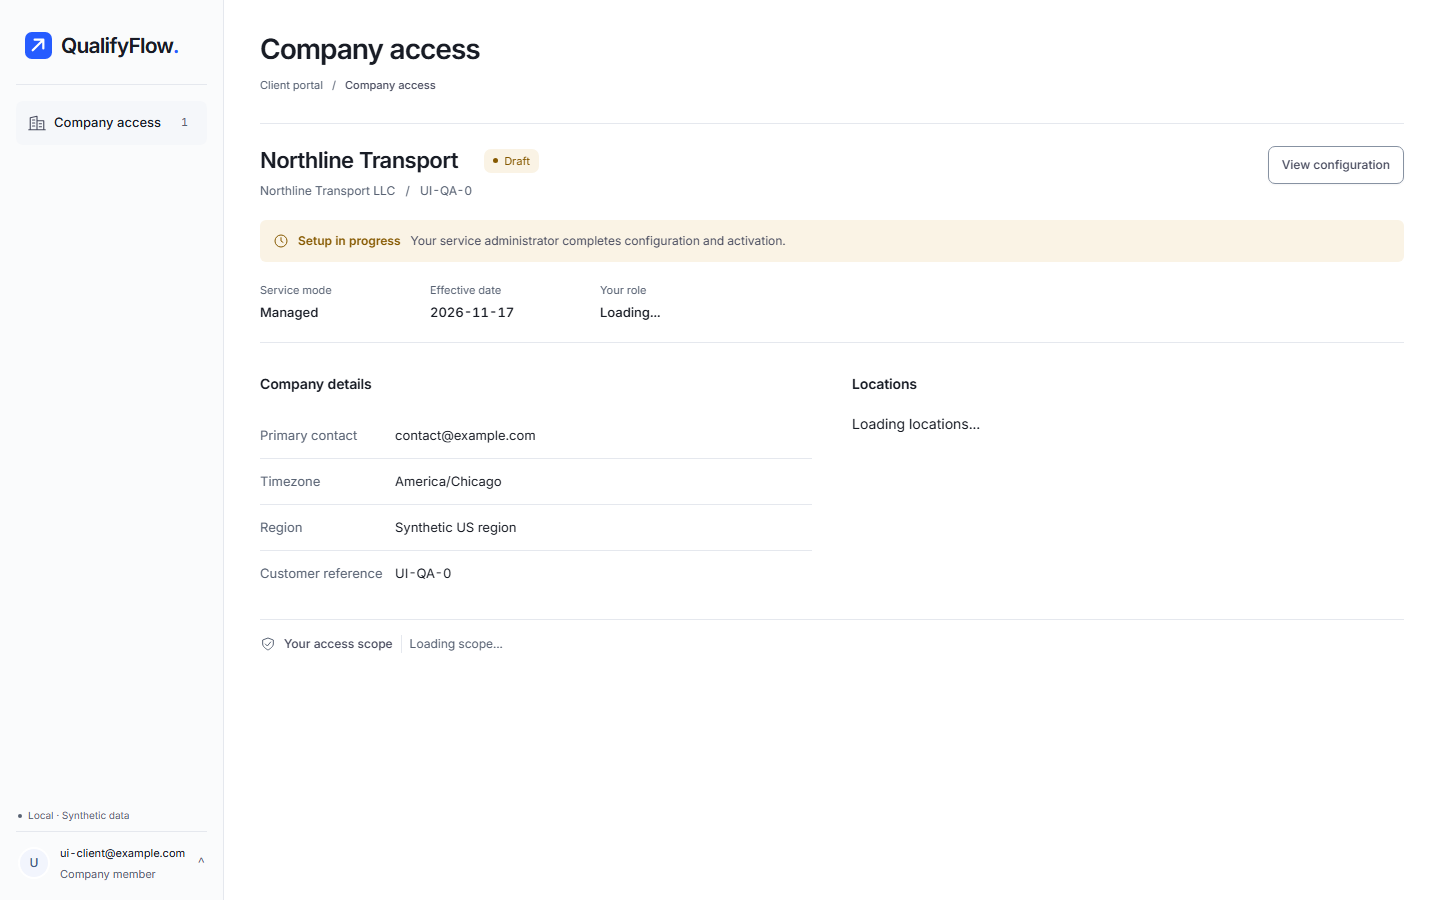 QualifyFlow.
Company access 1
Local · Synthetic data
U
ui-client@example.com
^
Company member
Company access
Client portal / Company access
Northline Transport
Draft
View configuration
Northline Transport LLC / UI-QA-0
Setup in progress Your service administrator completes configuration and activation.
Service mode
Managed
Effective date
2026-11-17
Your role
Loading...
Company details
Primary contact contact@example.com
Timezone America/Chicago
Region Synthetic US region
Customer reference UI-QA-0
Locations
Loading locations...
Your access scope Loading scope...